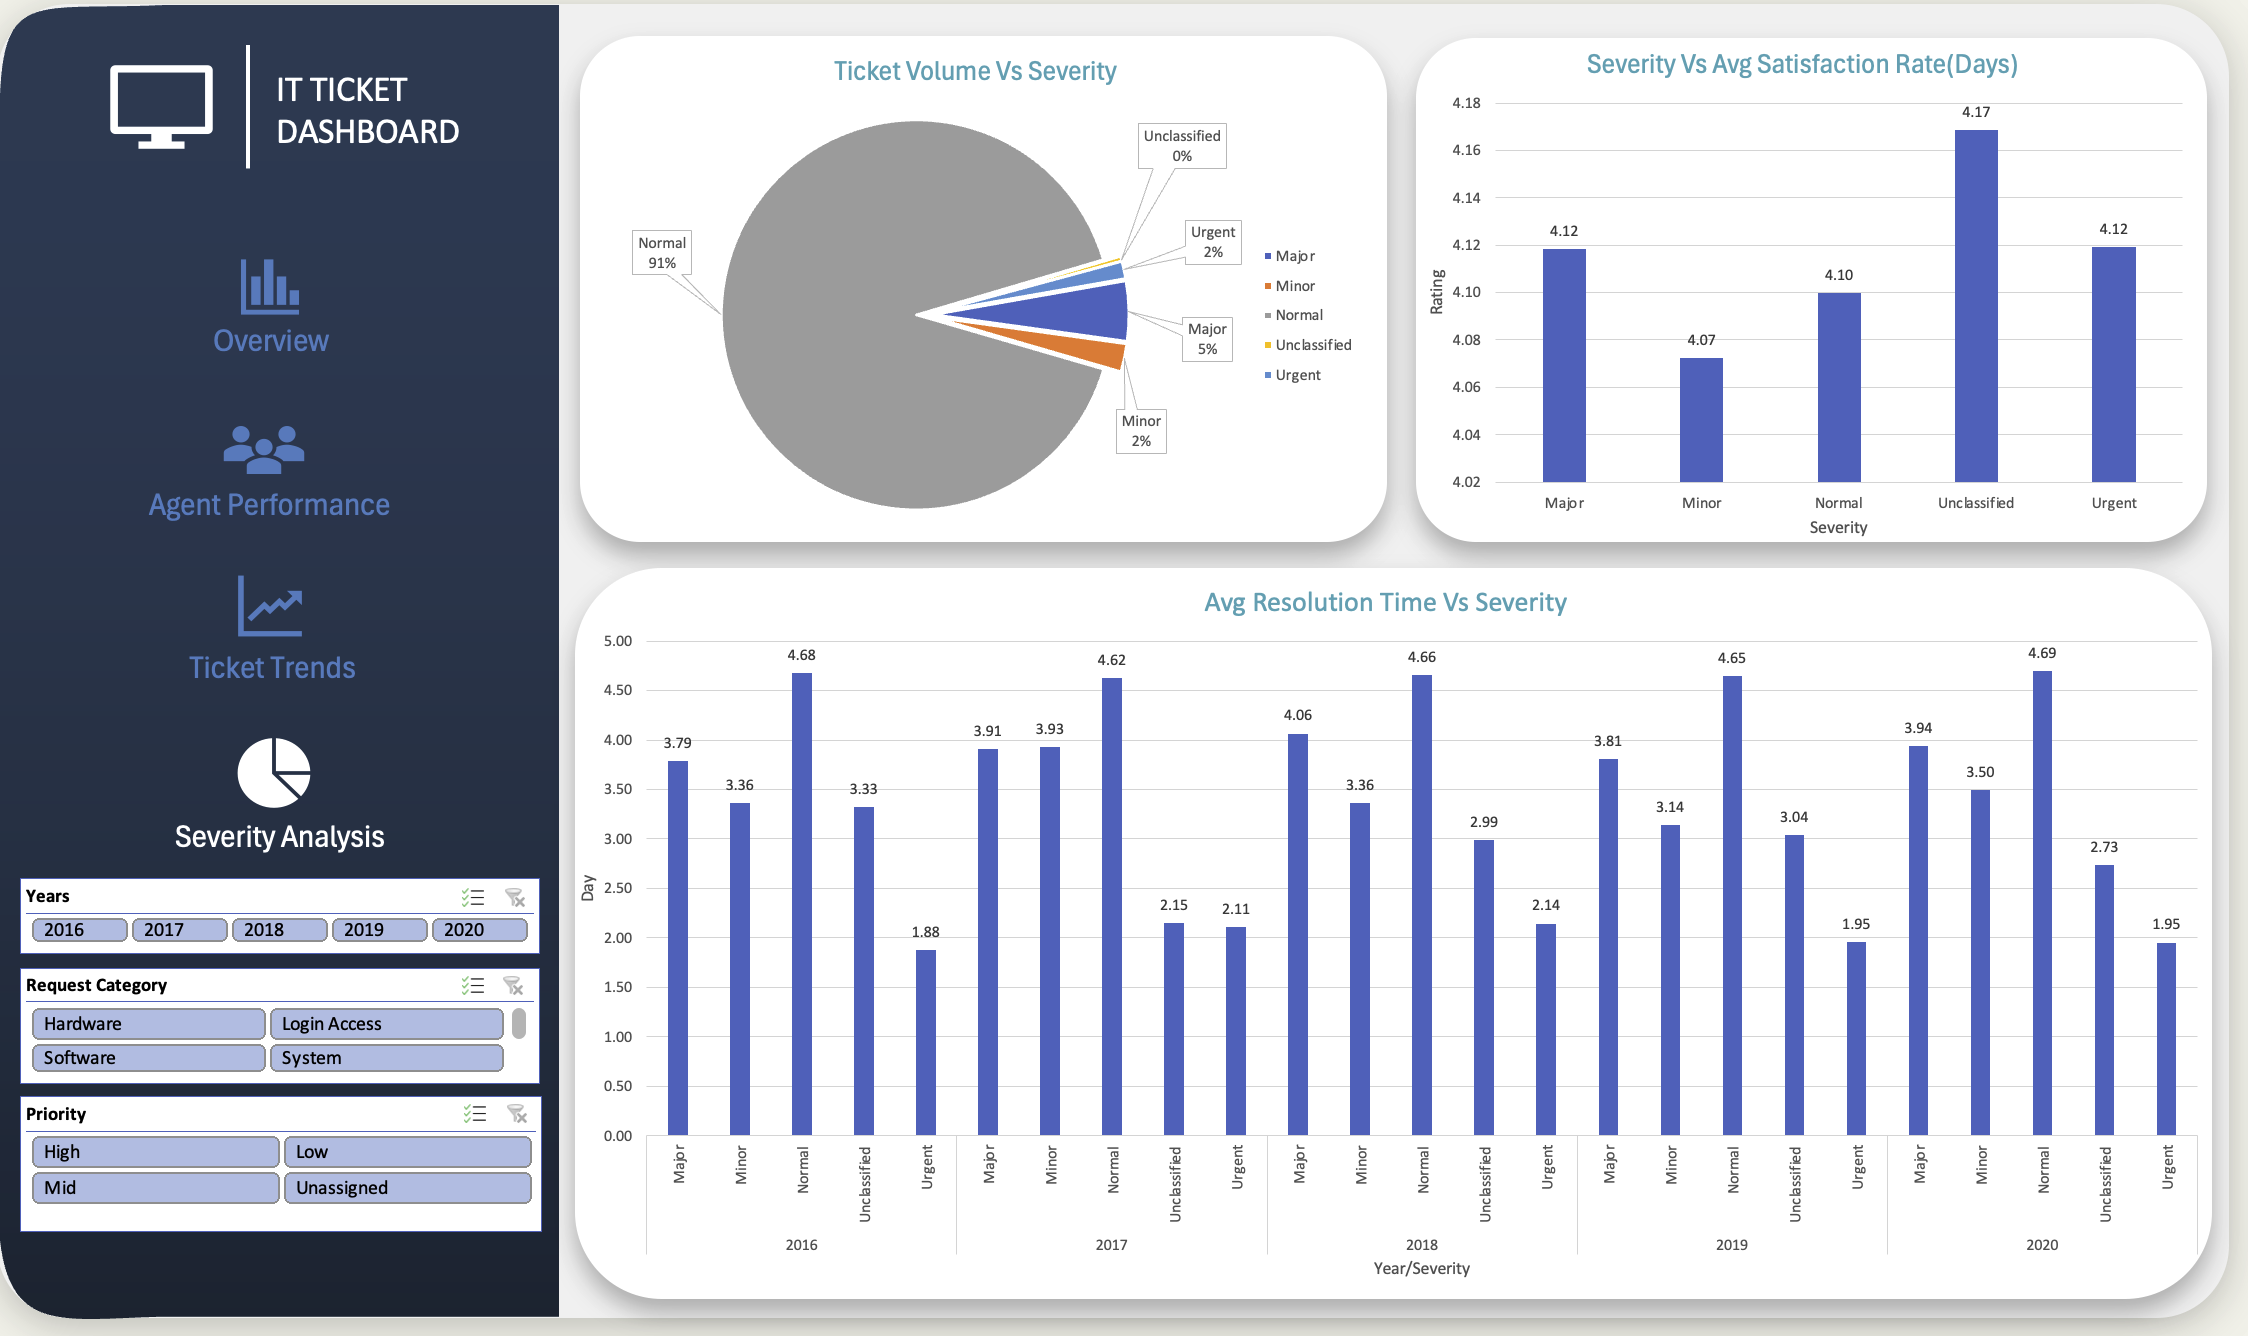 IT TICKET
DASHBOARD
Overview
Agent Performance
Ticket Trends
Severity Analysis
Years
2016 2017 2018 2019 2020
Request Category
Hardware Login Access
Software System
Priority
High Low
Mid Unassigned
Ticket Volume Vs Severity
Unclassified
0%
Urgent
2%
Normal
91%
Major
5%
Minor
2%
Major
Minor
Normal
Unclassified
Urgent
Severity Vs Avg Satisfaction Rate(Days)
4.18
4.16
4.14
4.12
4.10
4.08
4.06
4.04
4.02
Rating
4.12 4.07 4.10 4.17 4.12
Major Minor Normal Unclassified Urgent
Severity
Avg Resolution Time Vs Severity
5.00
4.50
4.00
3.50
3.00
2.50
2.00
1.50
1.00
0.50
0.00
Day
3.79 3.36 4.68 3.33 1.88 3.91 3.93 4.62 2.15 2.11 4.06 3.36 4.66 2.99 2.14 3.81 3.14 4.65 3.04 1.95 3.94 3.50 4.69 2.73 1.95
Major Minor Normal Unclassified Urgent Major Minor Normal Unclassified Urgent Major Minor Normal Unclassified Urgent Major Minor Normal Unclassified Urgent Major Minor Normal Unclassified Urgent
2016 2017 2018 2019 2020
Year/Severity